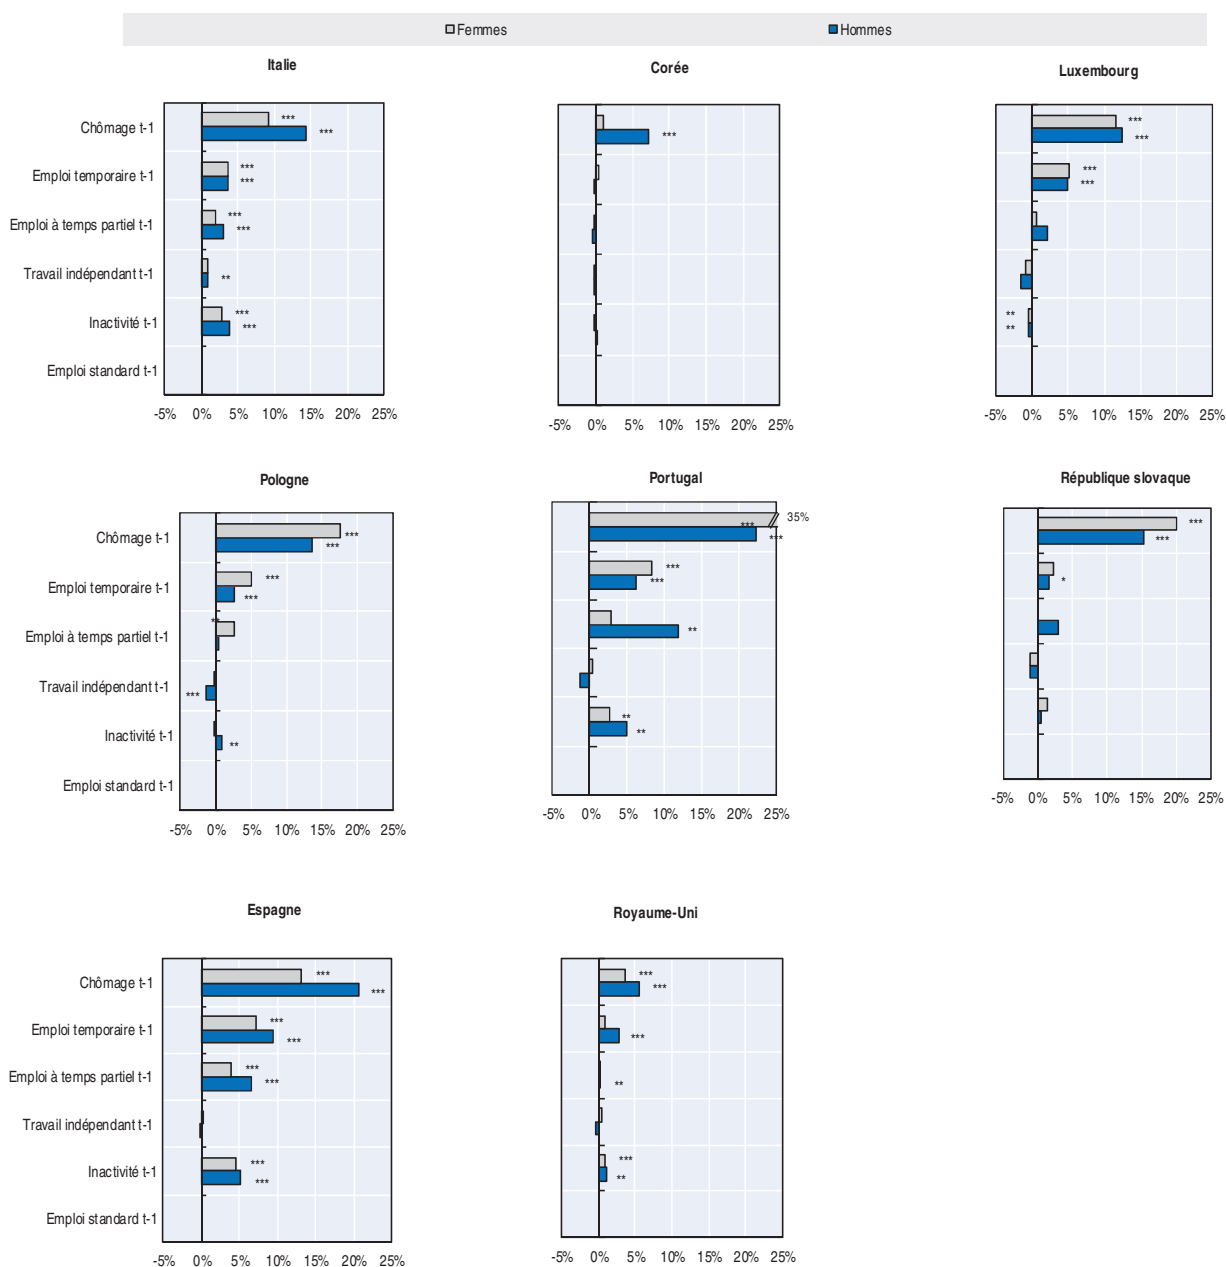 Femmes Hommes
Italie Corée Luxembourg
Chômage t-1 *** *** *** *** ***
Emploi temporaire t-1 *** *** *** ***
Emploi à temps partiel t-1 *** ***
Travail indépendant t-1 **
Inactivité t-1 *** *** ** **
Emploi standard t-1
-5% 0% 5% 10% 15% 20% 25% -5% 0% 5% 10% 15% 20% 25% -5% 0% 5% 10% 15% 20% 25%
Pologne Portugal République slovaque
Chômage t-1 *** *** *** 35% *** *** ***
Emploi temporaire t-1 *** *** *** *** *
Emploi à temps partiel t-1 ** **
Travail indépendant t-1 ***
Inactivité t-1 ** ** **
Emploi standard t-1
-5% 0% 5% 10% 15% 20% 25% -5% 0% 5% 10% 15% 20% 25% -5% 0% 5% 10% 15% 20% 25%
Espagne Royaume-Uni
Chômage t-1 *** *** *** ***
Emploi temporaire t-1 *** *** ***
Emploi à temps partiel t-1 *** *** **
Travail indépendant t-1
Inactivité t-1 *** *** *** **
Emploi standard t-1
-5% 0% 5% 10% 15% 20% 25% -5% 0% 5% 10% 15% 20% 25%